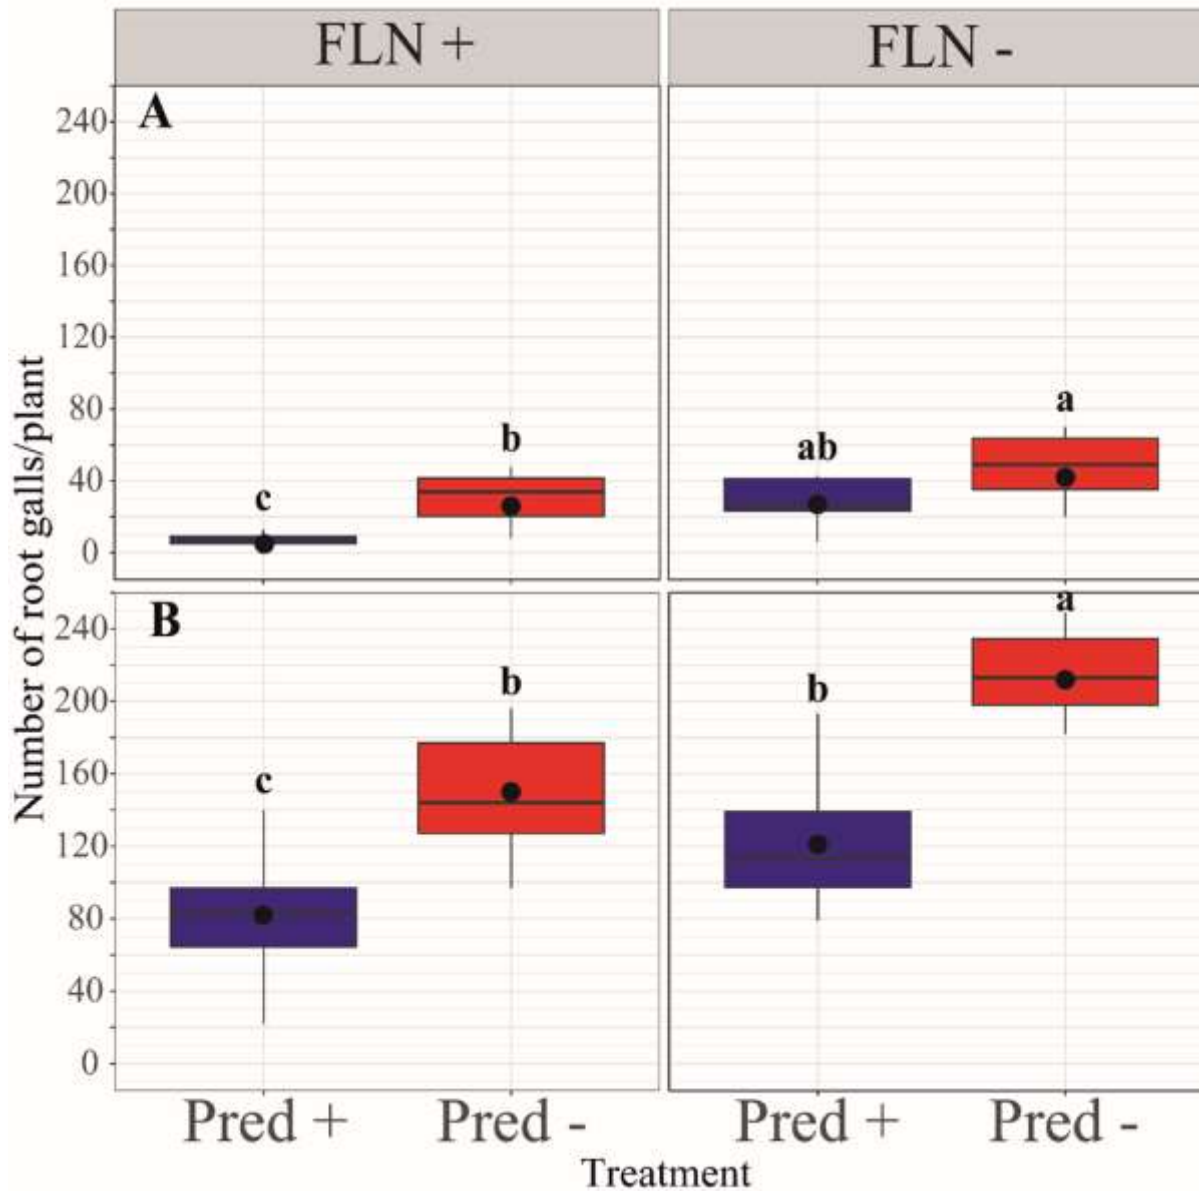 FLN +
FLN -
A
240
200
160
120
80
40
0
c
b
ab
a
B
240
200
160
120
80
40
0
c
b
b
a
Number of root galls/plant
Pred +
Pred -
Pred +
Pred -
Treatment